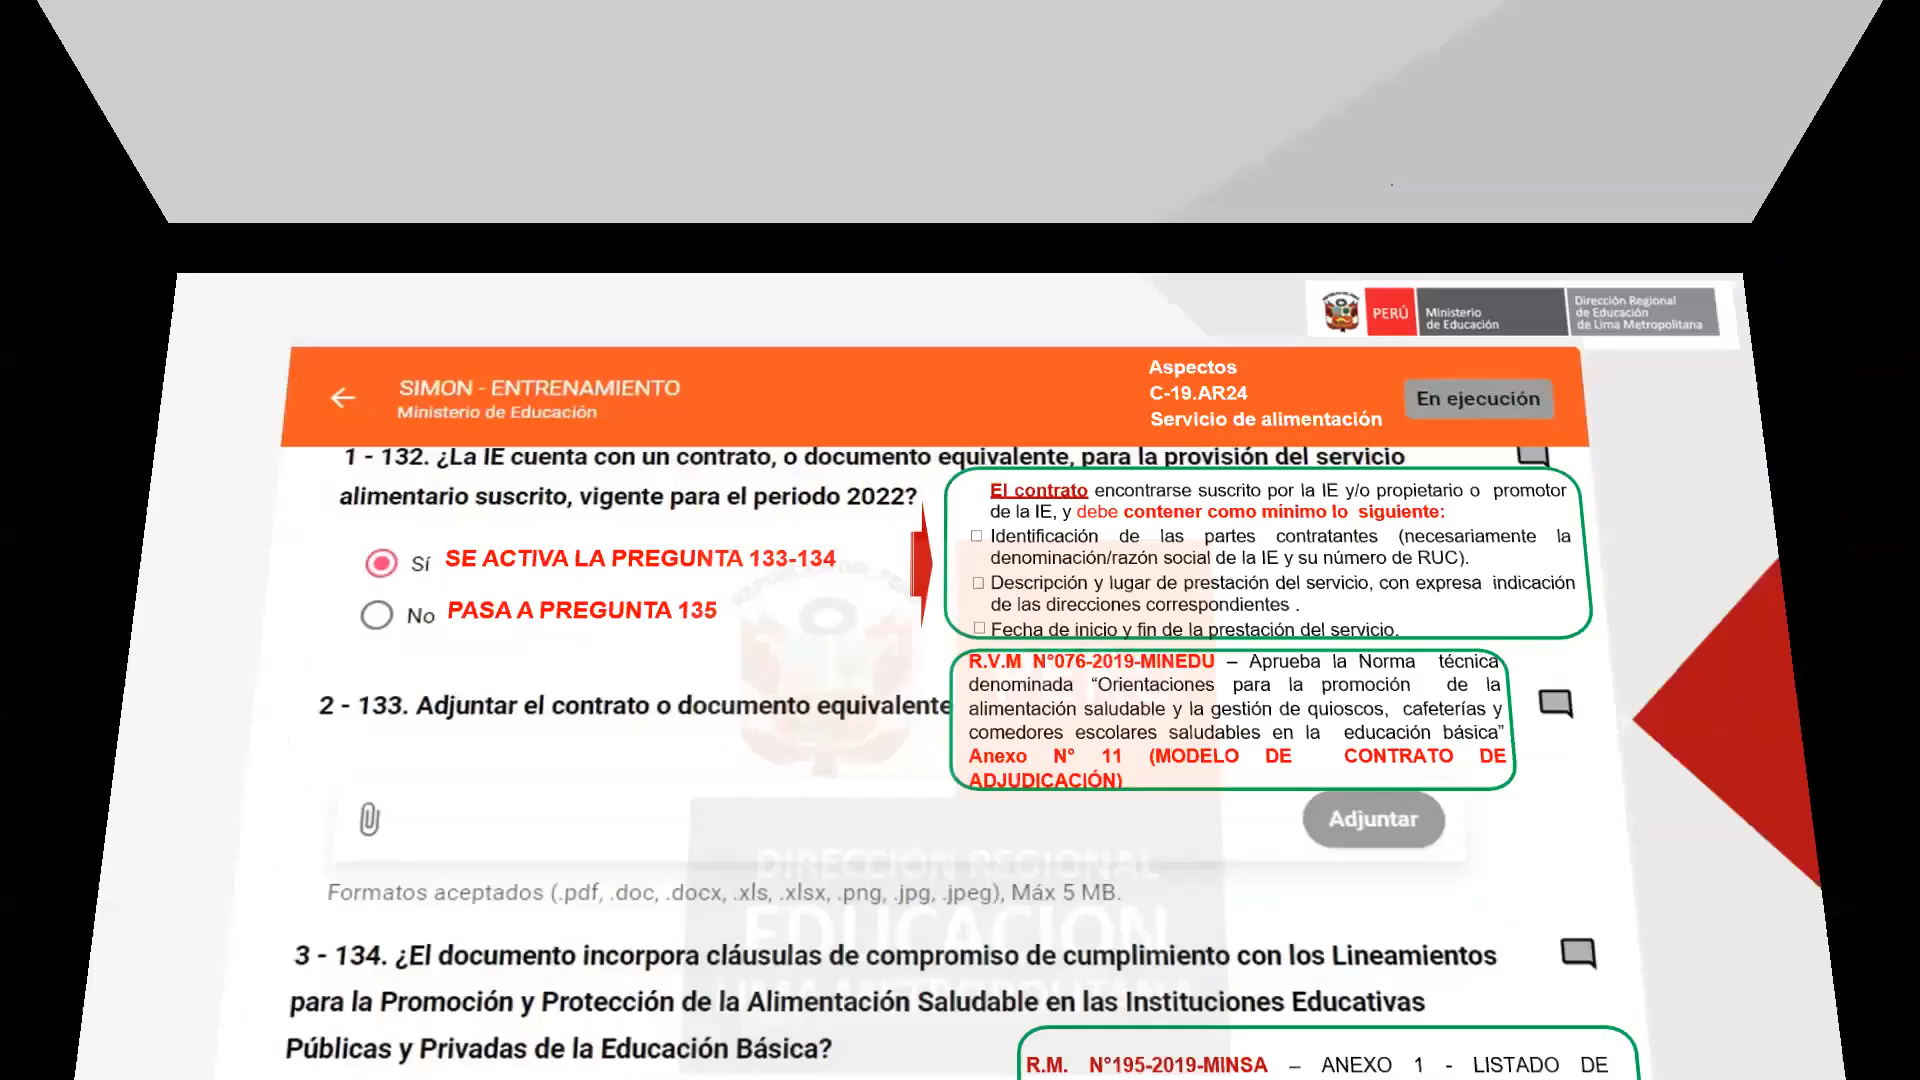 PERÚ
Ministerio
de Educación
Dirección Regional
de Educación
de Lima Metropolitana
SIMON - ENTRENAMIENTO
Ministerio de Educación
Aspectos
C-19.AR24
Servicio de alimentación
En ejecución
1 - 132. ¿La IE cuenta con un contrato, o documento equivalente, para la provisión del servicio
alimentario suscrito, vigente para el periodo 2022?
Sí SE ACTIVA LA PREGUNTA 133-134
No PASA A PREGUNTA 135
El contrato encontrarse suscrito por la IE y/o propietario o promotor
de la IE, y debe contener como mínimo lo siguiente:
Identificación de las partes contratantes (necesariamente la
denominación/razón social de la IE y su número de RUC).
Descripción y lugar de prestación del servicio, con expresa indicación
de las direcciones correspondientes .
Fecha de inicio y fin de la prestación del servicio.
2 - 133. Adjuntar el contrato o documento equivalente
R.V.M N°076-2019-MINEDU – Aprueba la Norma técnica
denominada “Orientaciones para la promoción de la
alimentación saludable y la gestión de quioscos, cafeterías y
comedores escolares saludables en la educación básica”
Anexo N° 11 (MODELO DE CONTRATO DE
ADJUDICACIÓN)
Adjuntar
Formatos aceptados (.pdf, .doc, .docx, .xls, .xlsx, .png, .jpg, .jpeg), Máx 5 MB.
DIRECCIÓN REGIONAL
EDUCACIÓN
LIMA METROPOLITANA
3 - 134. ¿El documento incorpora cláusulas de compromiso de cumplimiento con los Lineamientos
para la Promoción y Protección de la Alimentación Saludable en las Instituciones Educativas
Públicas y Privadas de la Educación Básica?
R.M. N°195-2019-MINSA – ANEXO 1 - LISTADO DE